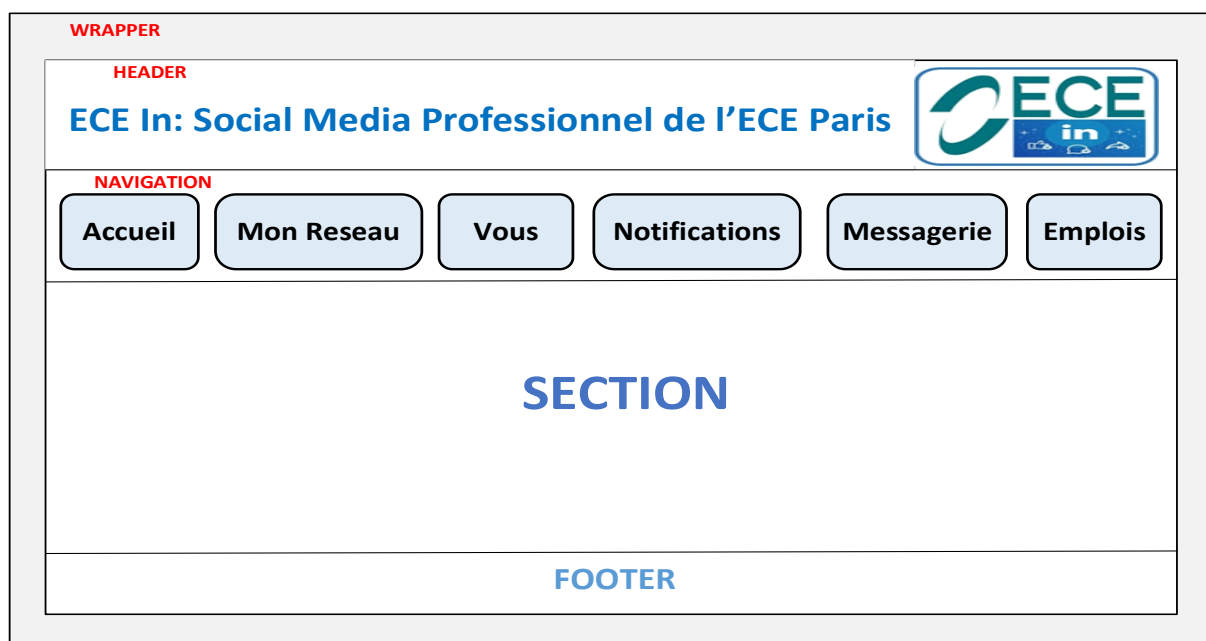 WRAPPER
HEADER
ECE In: Social Media Professionnel de l’ECE Paris
ECE
in
NAVIGATION
Accueil
Mon Reseau
Vous
Notifications
Messagerie
Emplois
SECTION
FOOTER